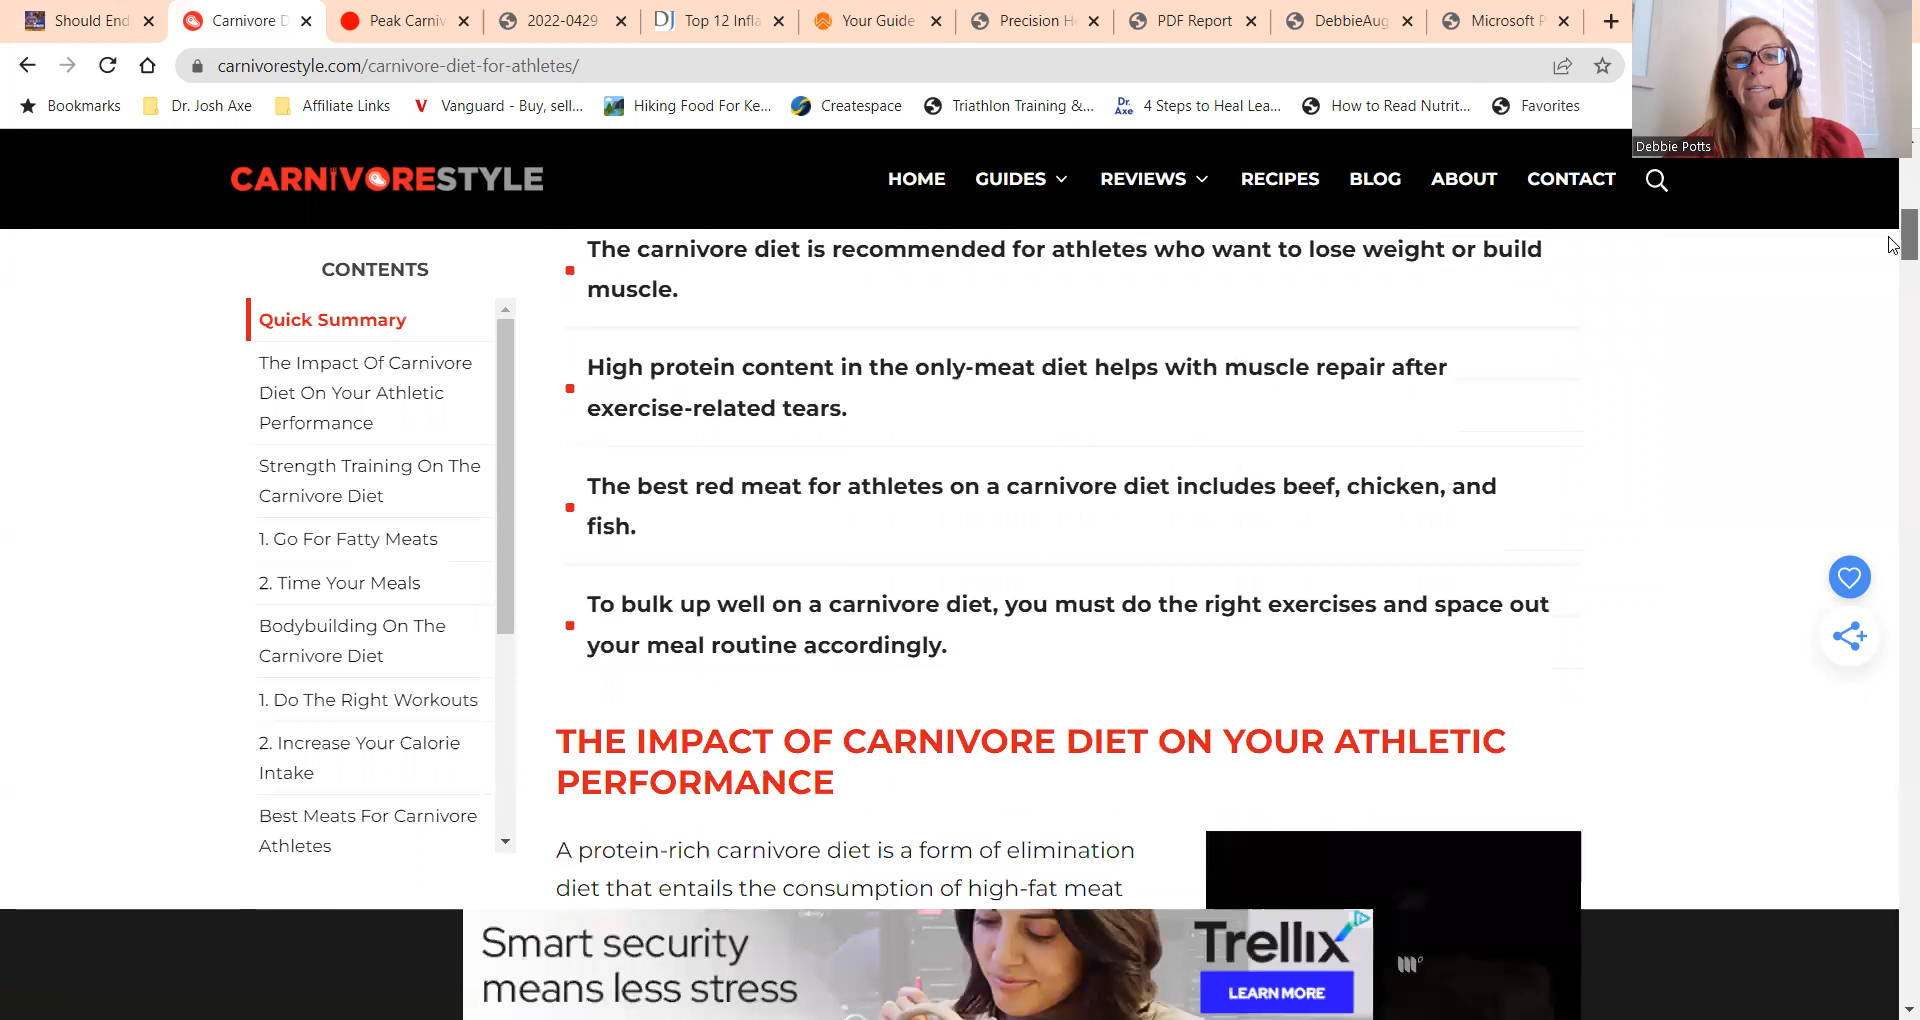 Should End
Carnivore D
Peak Carniv
2022-0429
DJ Top 12 Infla
Your Guide
Precision H
PDF Report
DebbieAug
Microsoft P
carnivorestyle.com/carnivore-diet-for-athletes/
Bookmarks
Dr. Josh Axe
Affiliate Links
V Vanguard - Buy, sell...
Hiking Food For Ke...
Createspace
Triathlon Training &...
Dr. Axe 4 Steps to Heal Lea...
How to Read Nutrit...
Favorites
Debbie Potts
CARNIVORESTYLE
HOME GUIDES REVIEWS RECIPES BLOG ABOUT CONTACT
CONTENTS
Quick Summary
The Impact Of Carnivore
Diet On Your Athletic
Performance
Strength Training On The
Carnivore Diet
1. Go For Fatty Meats
2. Time Your Meals
Bodybuilding On The
Carnivore Diet
1. Do The Right Workouts
2. Increase Your Calorie
Intake
Best Meats For Carnivore
Athletes
The carnivore diet is recommended for athletes who want to lose weight or build
muscle.
High protein content in the only-meat diet helps with muscle repair after
exercise-related tears.
The best red meat for athletes on a carnivore diet includes beef, chicken, and
fish.
To bulk up well on a carnivore diet, you must do the right exercises and space out
your meal routine accordingly.
THE IMPACT OF CARNIVORE DIET ON YOUR ATHLETIC
PERFORMANCE
A protein-rich carnivore diet is a form of elimination
diet that entails the consumption of high-fat meat
Smart security
means less stress
Trellix
LEARN MORE